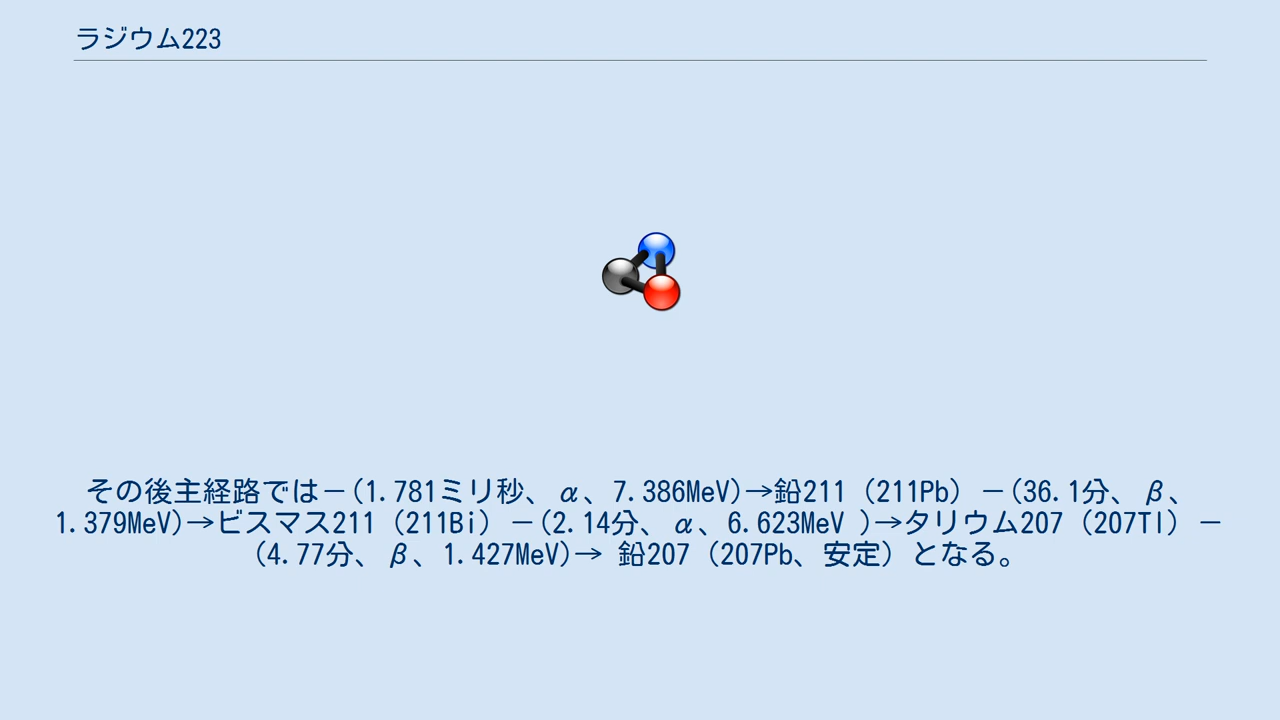 ラジウム223
その後主経路では－(1.781ミリ秒、α、7.386MeV)→鉛211（211Pb）－(36.1分、β、
1.379MeV)→ビスマス211（211Bi）－(2.14分、α、6.623MeV )→タリウム207（207Tl）－
(4.77分、β、1.427MeV)→ 鉛207（207Pb、安定）となる。